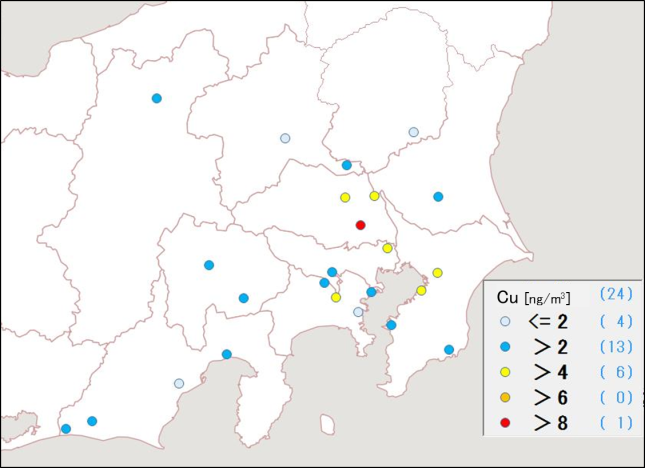 Cu [ng/m³] (24)
<= 2 ( 4)
> 2 (13)
> 4 ( 6)
> 6 ( 0)
> 8 ( 1)